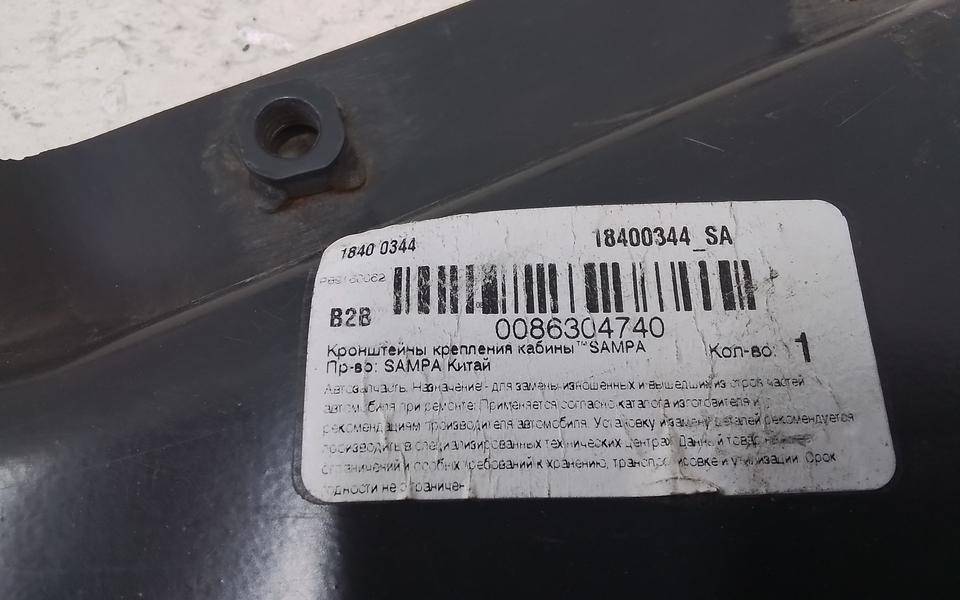 1840 0344 18400344_SA
B2B
0086304740
Кронштейны крепления кабины ™SAMPA Кол-во: 1
Пр-во: SAMPA Китай
Автозапчасть. Назначение - для замены изношенных и вышедших из строя частей
автомобиля при ремонте. Применяется согласно каталога изготовителя и
рекомендациям производителя автомобиля. Установку и замену деталей рекомендуется
производить в специализированных технических центрах. Данный товар не
ограничений и особых требований к хранению, транспортировке и утилизации. Срок
годности не ограничен.